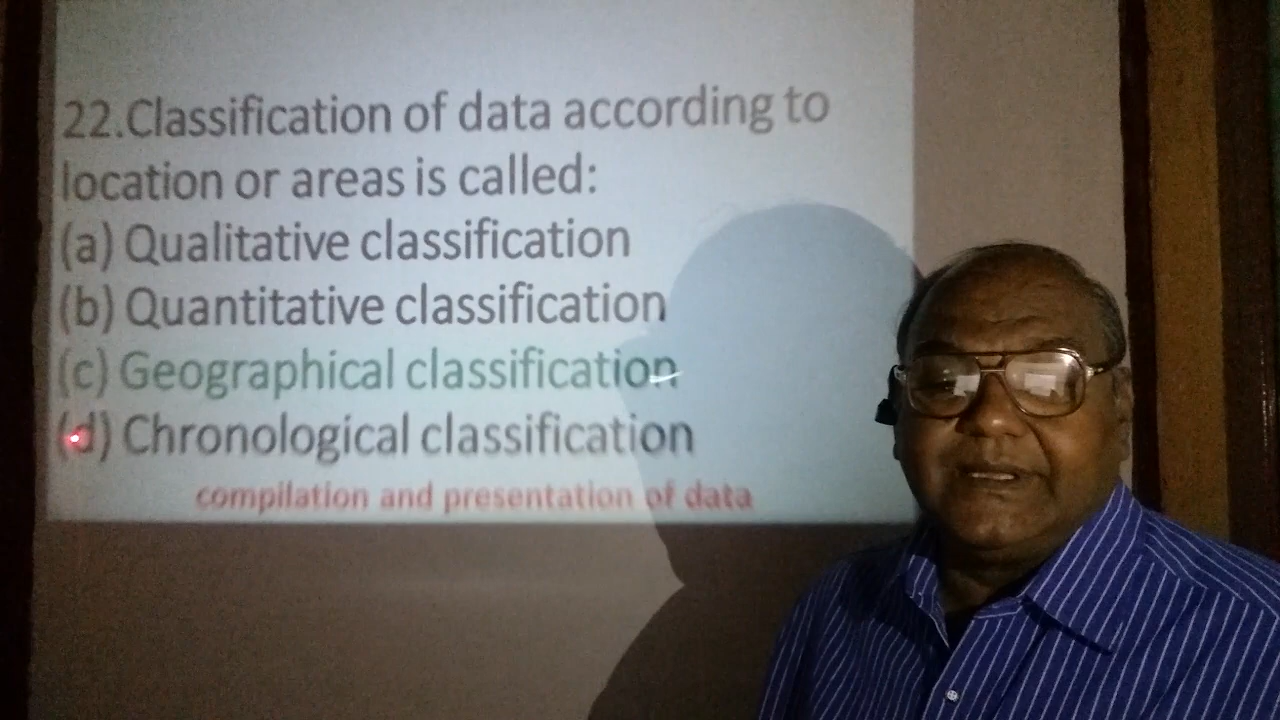 22.Classification of data according to
location or areas is called:
(a) Qualitative classification
(b) Quantitative classification
(c) Geographical classification
(d) Chronological classification
compilation and presentation of data